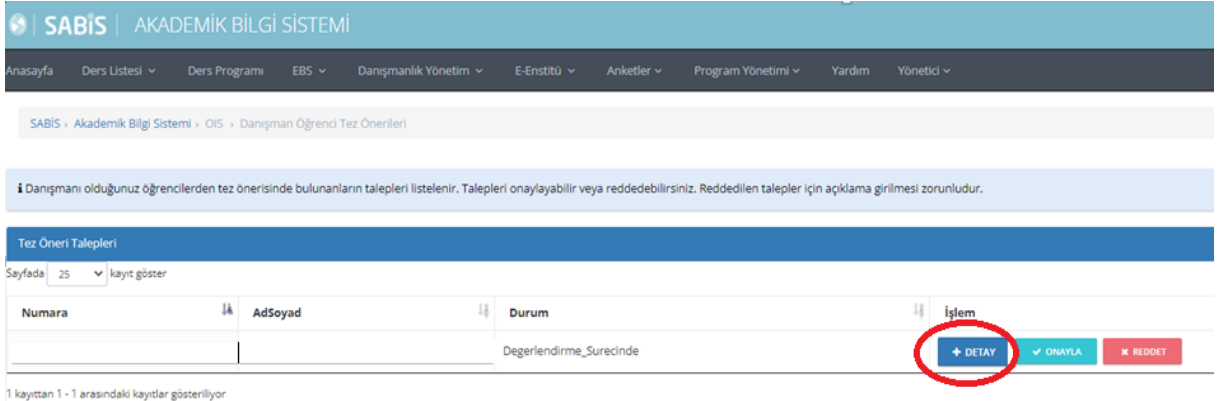 SABİS | AKADEMİK BİLGİ SİSTEMİ
Anasayfa Ders Listesi Ders Programı EBS Danışmanlık Yönetim E-Enstitü Anketler Program Yönetimi Yardım Yönetici
SABİS › Akademik Bilgi Sistemi › OIS › Danışman Öğrenci Tez Önerileri
i Danışmanı olduğunuz öğrencilerden tez önerisinde bulunanların talepleri listelenir. Talepleri onaylayabilir veya reddedebilirsiniz. Reddedilen talepler için açıklama girilmesi zorunludur.
Tez Öneri Talepleri
Sayfada 25 kayıt göster
Numara AdSoyad Durum İşlem
Degerlendirme_Surecinde + DETAY ✓ ONAYLA × REDDET
1 kayıttan 1 - 1 arasındaki kayıtlar gösteriliyor